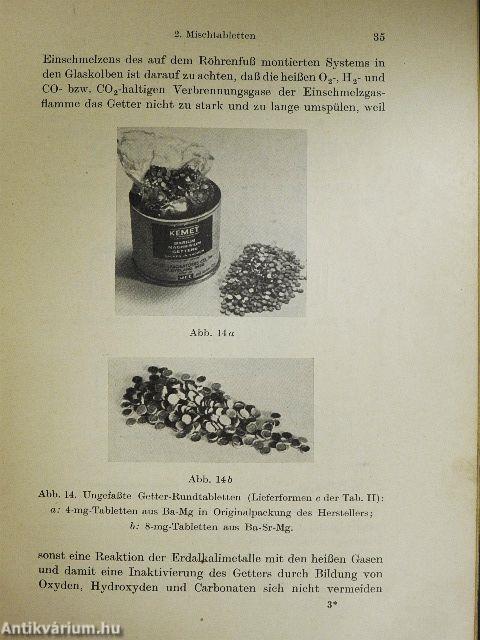 2. Mischtabletten 35
Einschmelzens des auf dem Röhrenfuß montierten Systems in
den Glaskolben ist darauf zu achten, daß die heißen O₂-, H₂- und
CO- bzw. CO₂-haltigen Verbrennungsgase der Einschmelzgas-
flamme das Getter nicht zu stark und zu lange umspülen, weil
KEMET
BARIUM
MAGNESIUM
GETTERS
Abb. 14a
Abb. 14b
Abb. 14. Ungefaßte Getter-Rundtabletten (Lieferformen c der Tab. II):
a: 4-mg-Tabletten aus Ba-Mg in Originalpackung des Herstellers;
b: 8-mg-Tabletten aus Ba-Sr-Mg.
sonst eine Reaktion der Erdalkalimetalle mit den heißen Gasen
und damit eine Inaktivierung des Getters durch Bildung von
Oxyden, Hydroxyden und Carbonaten sich nicht vermeiden
3*
Antikvárium.hu